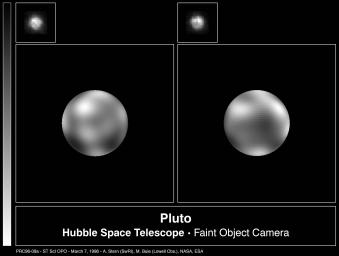 Pluto
Hubble Space Telescope • Faint Object Camera
PRC96-09a • ST ScI OPO • March 7, 1996 • A. Stern (SwRI), M. Buie (Lowell Obs.), NASA, ESA